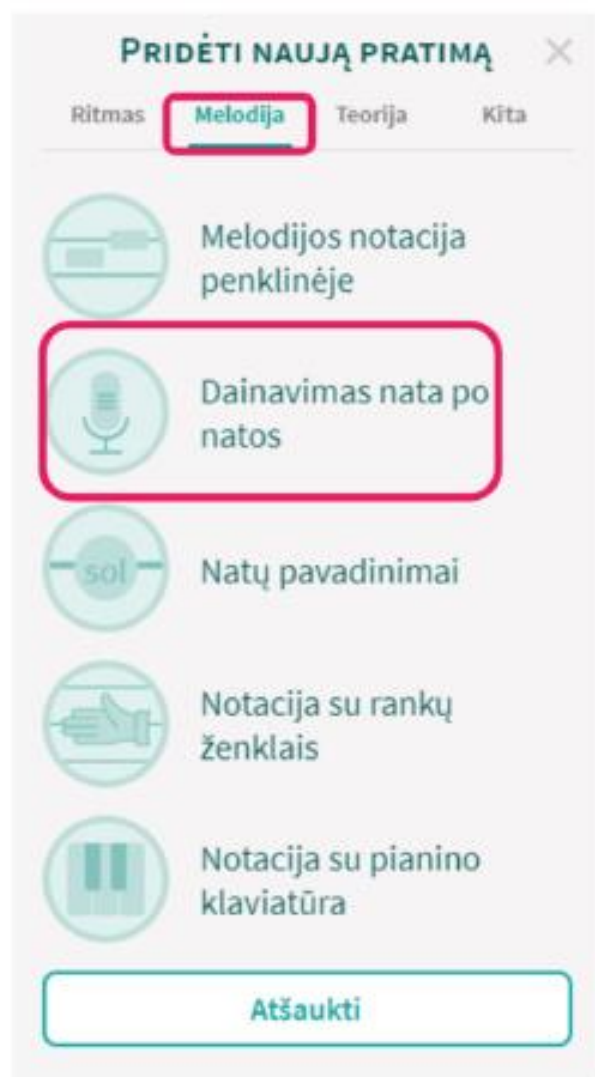 PRIDĖTI NAUJĄ PRATIMĄ
Ritmas Melodija Teorija Kita
Melodijos notacija
penklinėje
Dainavimas nata po
natos
sol
Natų pavadinimai
Notacija su rankų
ženklais
Notacija su pianino
klaviatūra
Atšaukti